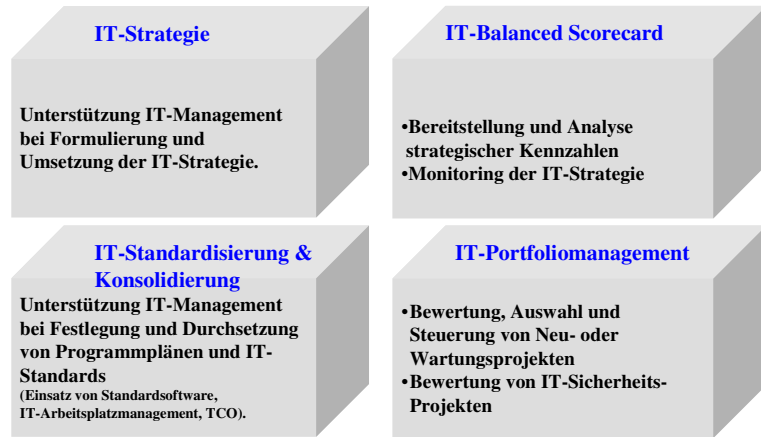 IT-Strategie
Unterstützung IT-Management
bei Formulierung und
Umsetzung der IT-Strategie.
IT-Balanced Scorecard
•Bereitstellung und Analyse
strategischer Kennzahlen
•Monitoring der IT-Strategie
IT-Standardisierung &
Konsolidierung
Unterstützung IT-Management
bei Festlegung und Durchsetzung
von Programmplänen und IT-
Standards
(Einsatz von Standardsoftware,
IT-Arbeitsplatzmanagement, TCO).
IT-Portfoliomanagement
•Bewertung, Auswahl und
Steuerung von Neu- oder
Wartungsprojekten
•Bewertung von IT-Sicherheits-
Projekten